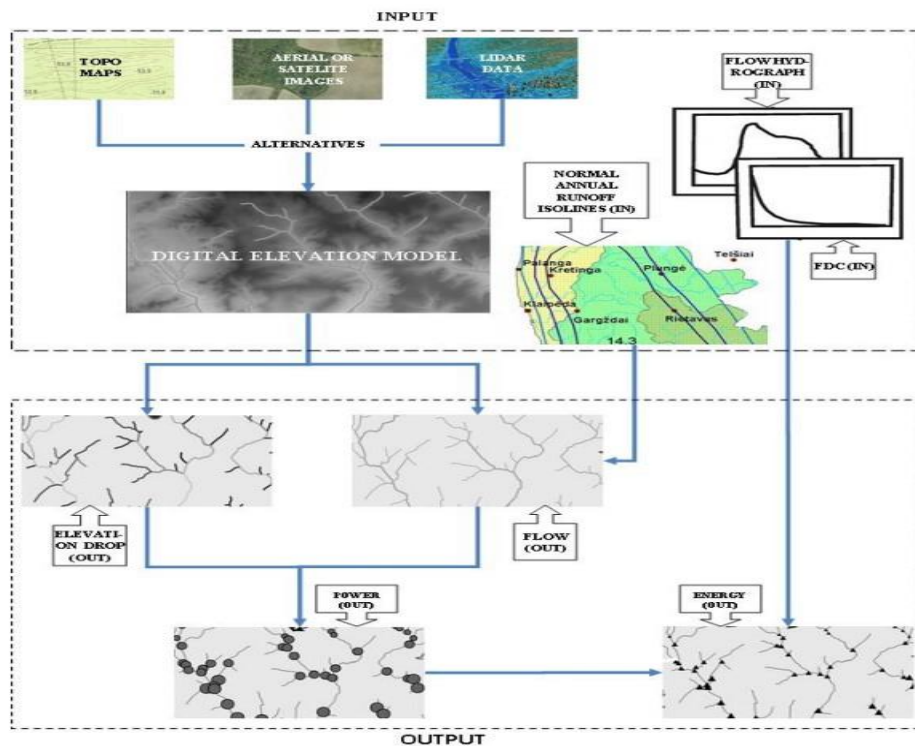 INPUT
TOPO
MAPS
AERIAL OR
SATELITE
IMAGES
LIDAR
DATA
FLOW HYD-
ROGRAPH
(IN)
ALTERNATIVES
NORMAL
ANNUAL
RUNOFF
ISOLINES (IN)
DIGITAL ELEVATION MODEL
FDC (IN)
Telšiai
Palanga
Kretinga
Plungė
Klaipėda
Gargždai
Rietavas
14.3
ELEVATI-
ON DROP
(OUT)
FLOW
(OUT)
POWER
(OUT)
ENERGY
(OUT)
OUTPUT